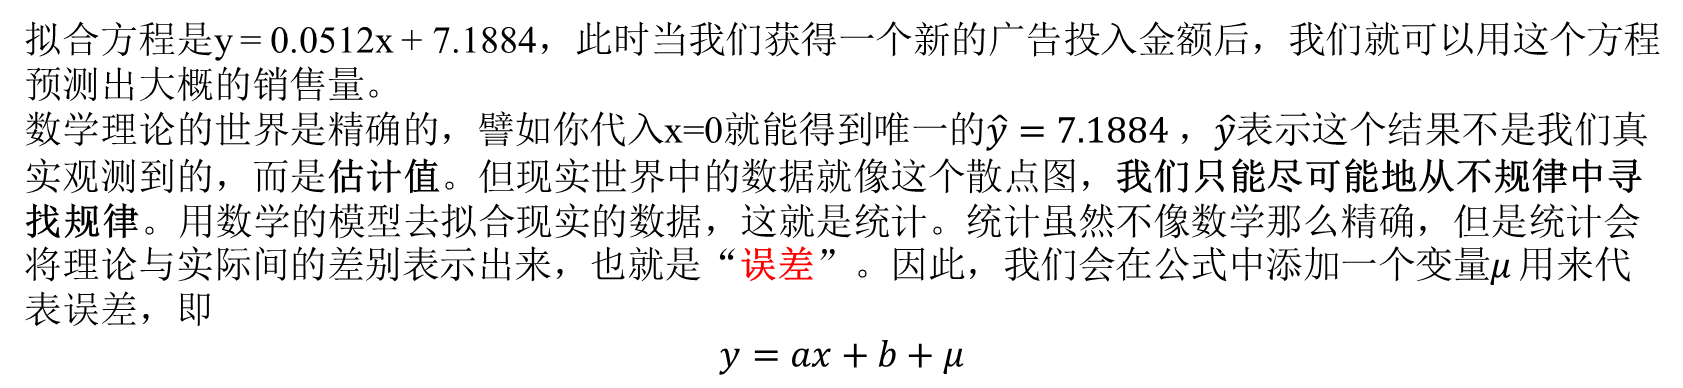 拟合方程是y = 0.0512x + 7.1884，此时当我们获得一个新的广告投入金额后，我们就可以用这个方程
预测出大概的销售量。
数学理论的世界是精确的，譬如你代入x=0就能得到唯一的ŷ = 7.1884 ，ŷ表示这个结果不是我们真
实观测到的，而是估计值。但现实世界中的数据就像这个散点图，我们只能尽可能地从不规律中寻
找规律。用数学的模型去拟合现实的数据，这就是统计。统计虽然不像数学那么精确，但是统计会
将理论与实际间的差别表示出来，也就是“误差”。因此，我们会在公式中添加一个变量μ 用来代
表误差，即
y = ax + b + μ